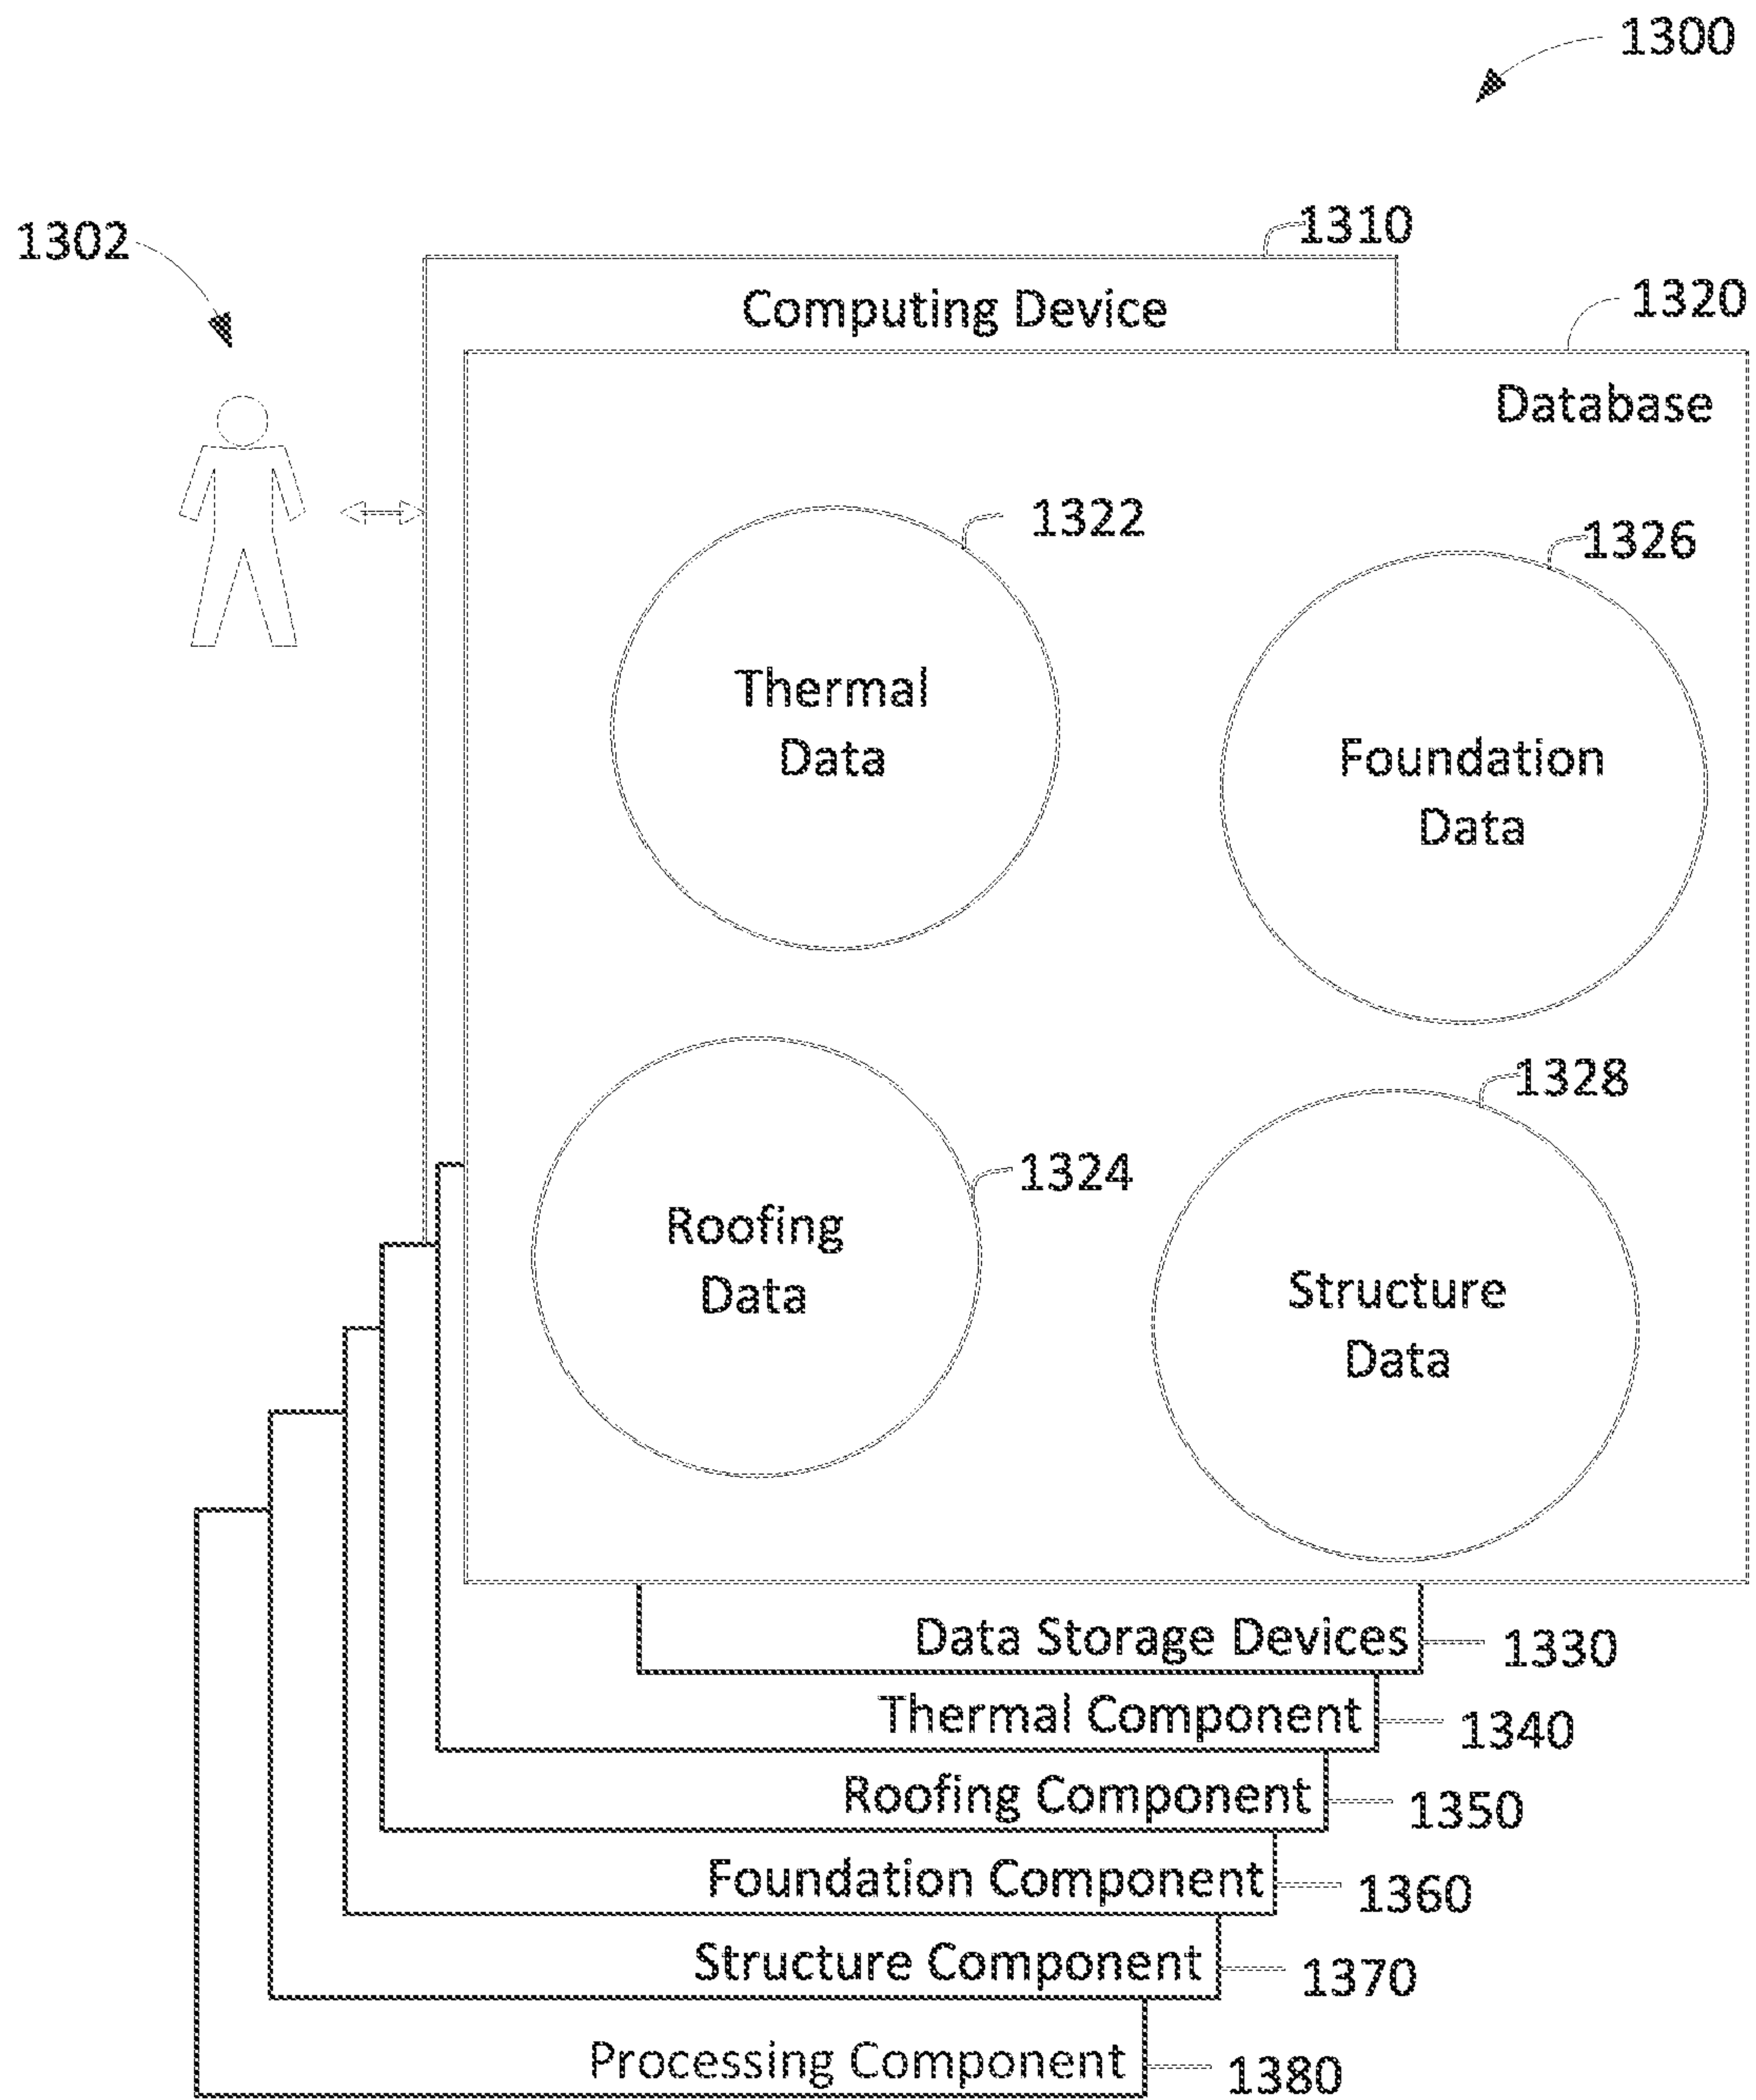 1300
1302
1310
Computing Device
1320
Database
1322
1326
Thermal
Data
Foundation
Data
1328
1324
Roofing
Data
Structure
Data
Data Storage Devices
1330
Thermal Component
1340
Roofing Component
1350
Foundation Component
1360
Structure Component
1370
Processing Component
1380